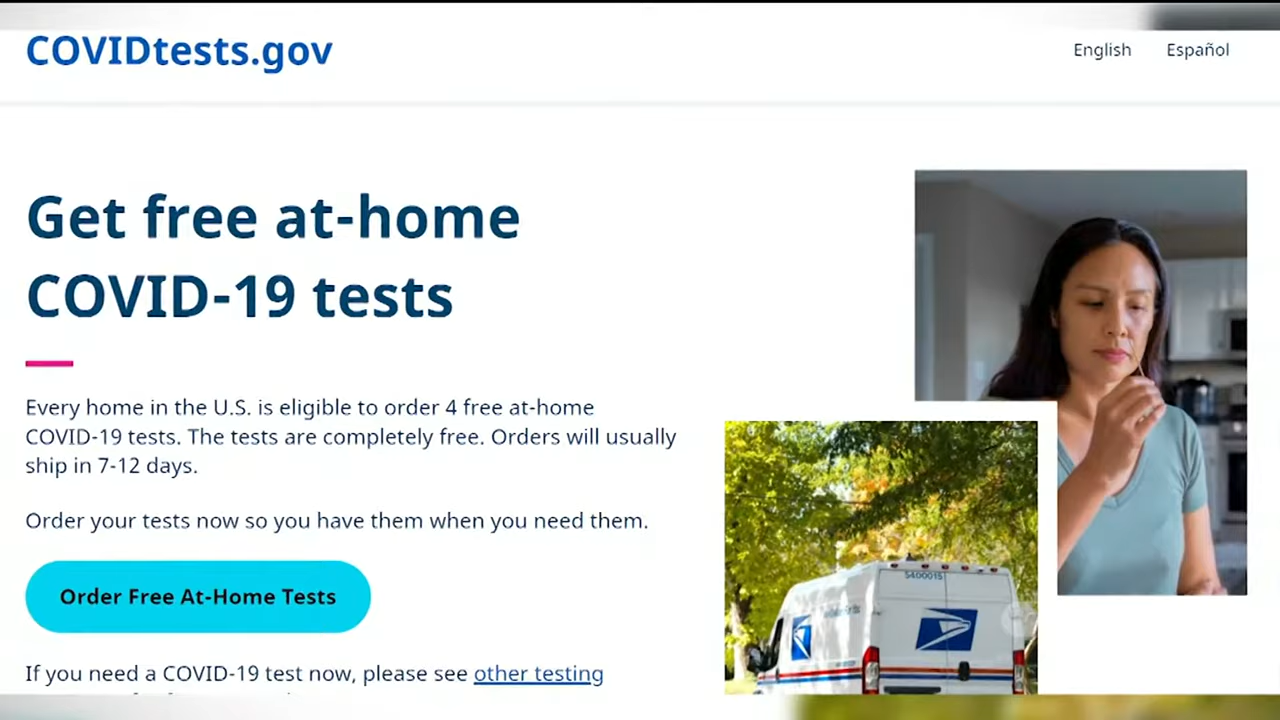 COVIDtests.gov
English
Español
Get free at-home
COVID-19 tests
Every home in the U.S. is eligible to order 4 free at-home
COVID-19 tests. The tests are completely free. Orders will usually
ship in 7-12 days.
Order your tests now so you have them when you need them.
Order Free At-Home Tests
If you need a COVID-19 test now, please see other testing
5400015